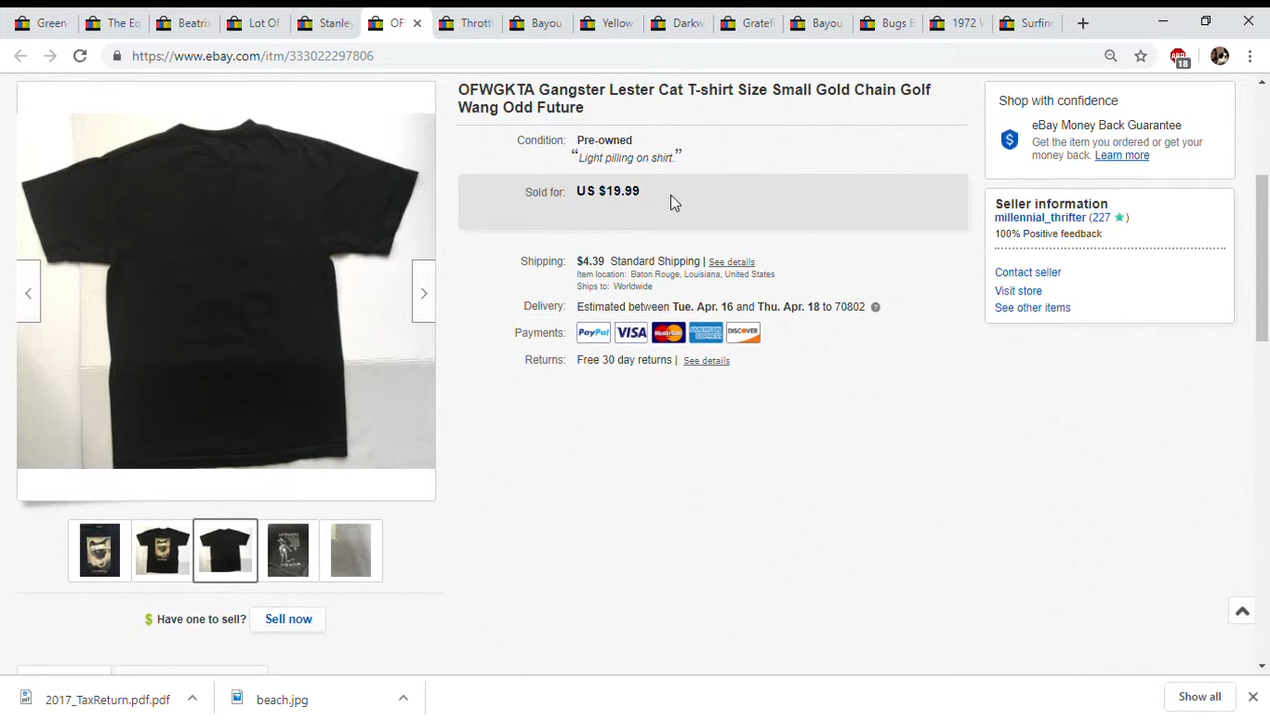 Green
The E
Beatri
Lot Of
Stanle
OF
Thrott
Bayou
Yellow
Darkw
Gratef
Bayou
Bugs B
1972
Surfin
https://www.ebay.com/itm/333022297806
18
OFWGKTA Gangster Lester Cat T-shirt Size Small Gold Chain Golf
Wang Odd Future
Condition: Pre-owned
"Light pilling on shirt."
Sold for: US $19.99
Shipping: $4.39 Standard Shipping | See details
Item location: Baton Rouge, Louisiana, United States
Ships to: Worldwide
Delivery: Estimated between Tue. Apr. 16 and Thu. Apr. 18 to 70802
Payments: PayPal VISA MasterCard AMERICAN EXPRESS DISCOVER
Returns: Free 30 day returns | See details
Shop with confidence
eBay Money Back Guarantee
Get the item you ordered or get your
money back. Learn more
Seller information
millennial_thrifter (227 )
100% Positive feedback
Contact seller
Visit store
See other items
$ Have one to sell? Sell now
2017_TaxReturn.pdf.pdf
beach.jpg
Show all